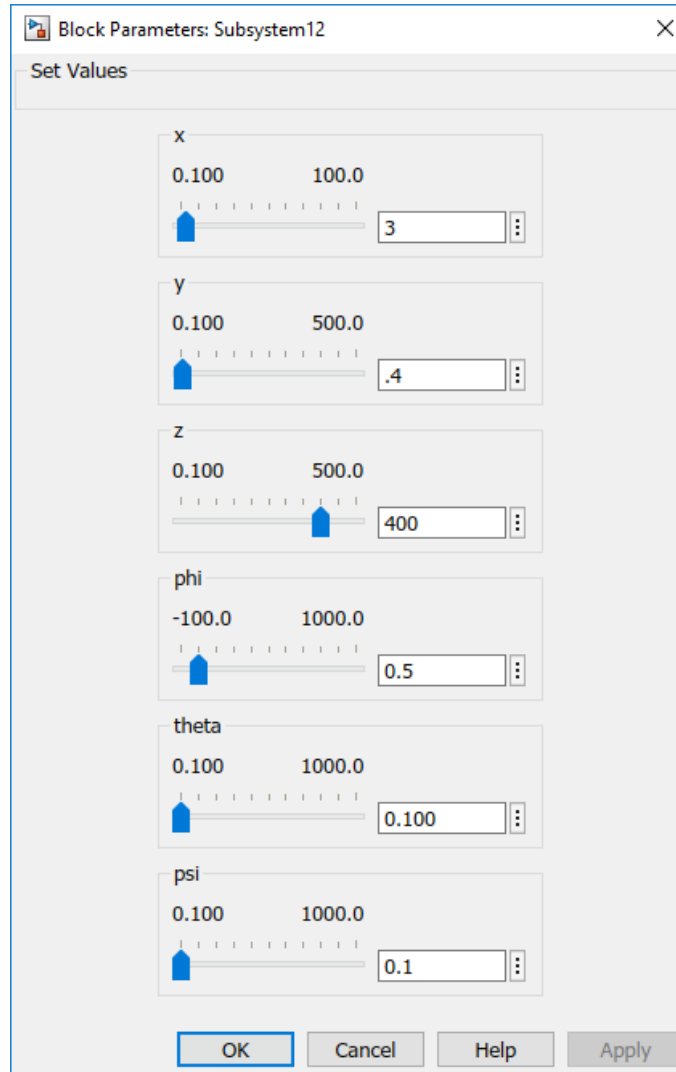 Block Parameters: Subsystem12
Set Values
x
0.100 100.0
3
y
0.100 500.0
.4
z
0.100 500.0
400
phi
-100.0 1000.0
0.5
theta
0.100 1000.0
0.100
psi
0.100 1000.0
0.1
OK Cancel Help Apply